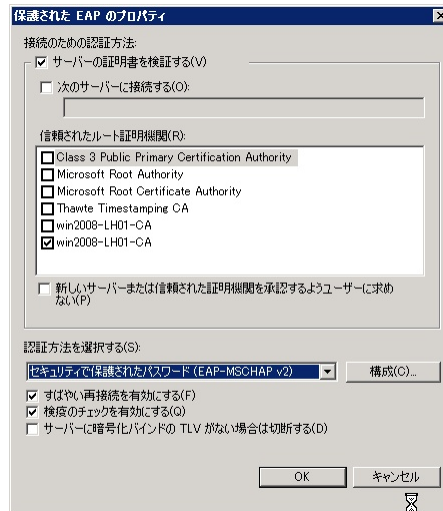 保護された EAP のプロパティ
接続のための認証方法:
サーバーの証明書を検証する(V)
次のサーバーに接続する(O):
信頼されたルート証明機関(R):
Class 3 Public Primary Certification Authority
Microsoft Root Authority
Microsoft Root Certificate Authority
Thawte Timestamping CA
win2008-LH01-CA
win2008-LH01-CA
新しいサーバーまたは信頼された証明機関を承認するようユーザーに求め
ない(P)
認証方法を選択する(S):
セキュリティで保護されたパスワード (EAP-MSCHAP v2)
構成(C)...
すばやい再接続を有効にする(F)
検疫のチェックを有効にする(Q)
サーバーに暗号化バインドの TLV がない場合は切断する(D)
OK
キャンセル